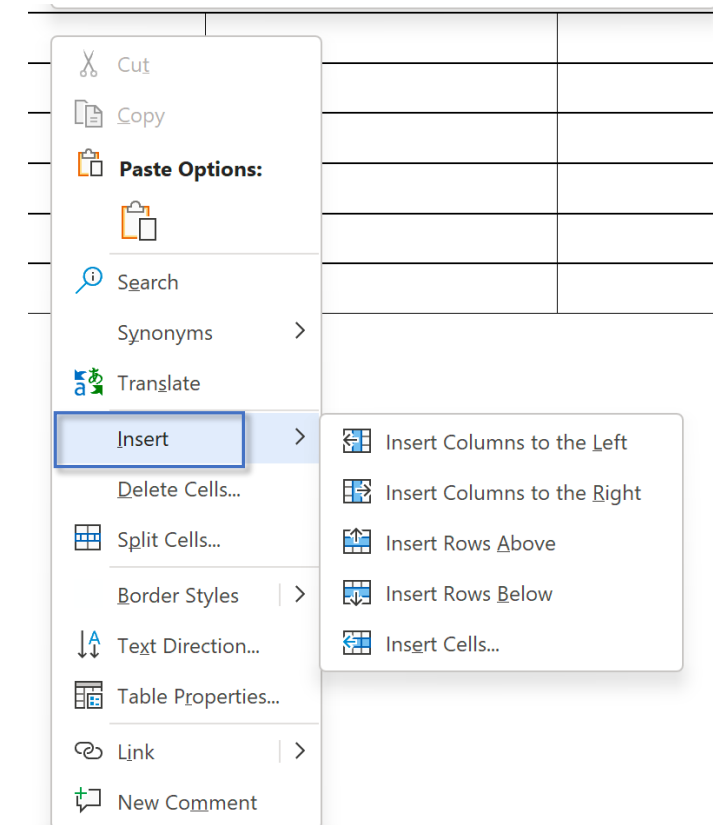 Cut
Copy
Paste Options:
Search
Synonyms
Translate
Insert
Delete Cells...
Split Cells...
Border Styles
Text Direction...
Table Properties...
Link
New Comment
Insert Columns to the Left
Insert Columns to the Right
Insert Rows Above
Insert Rows Below
Insert Cells...